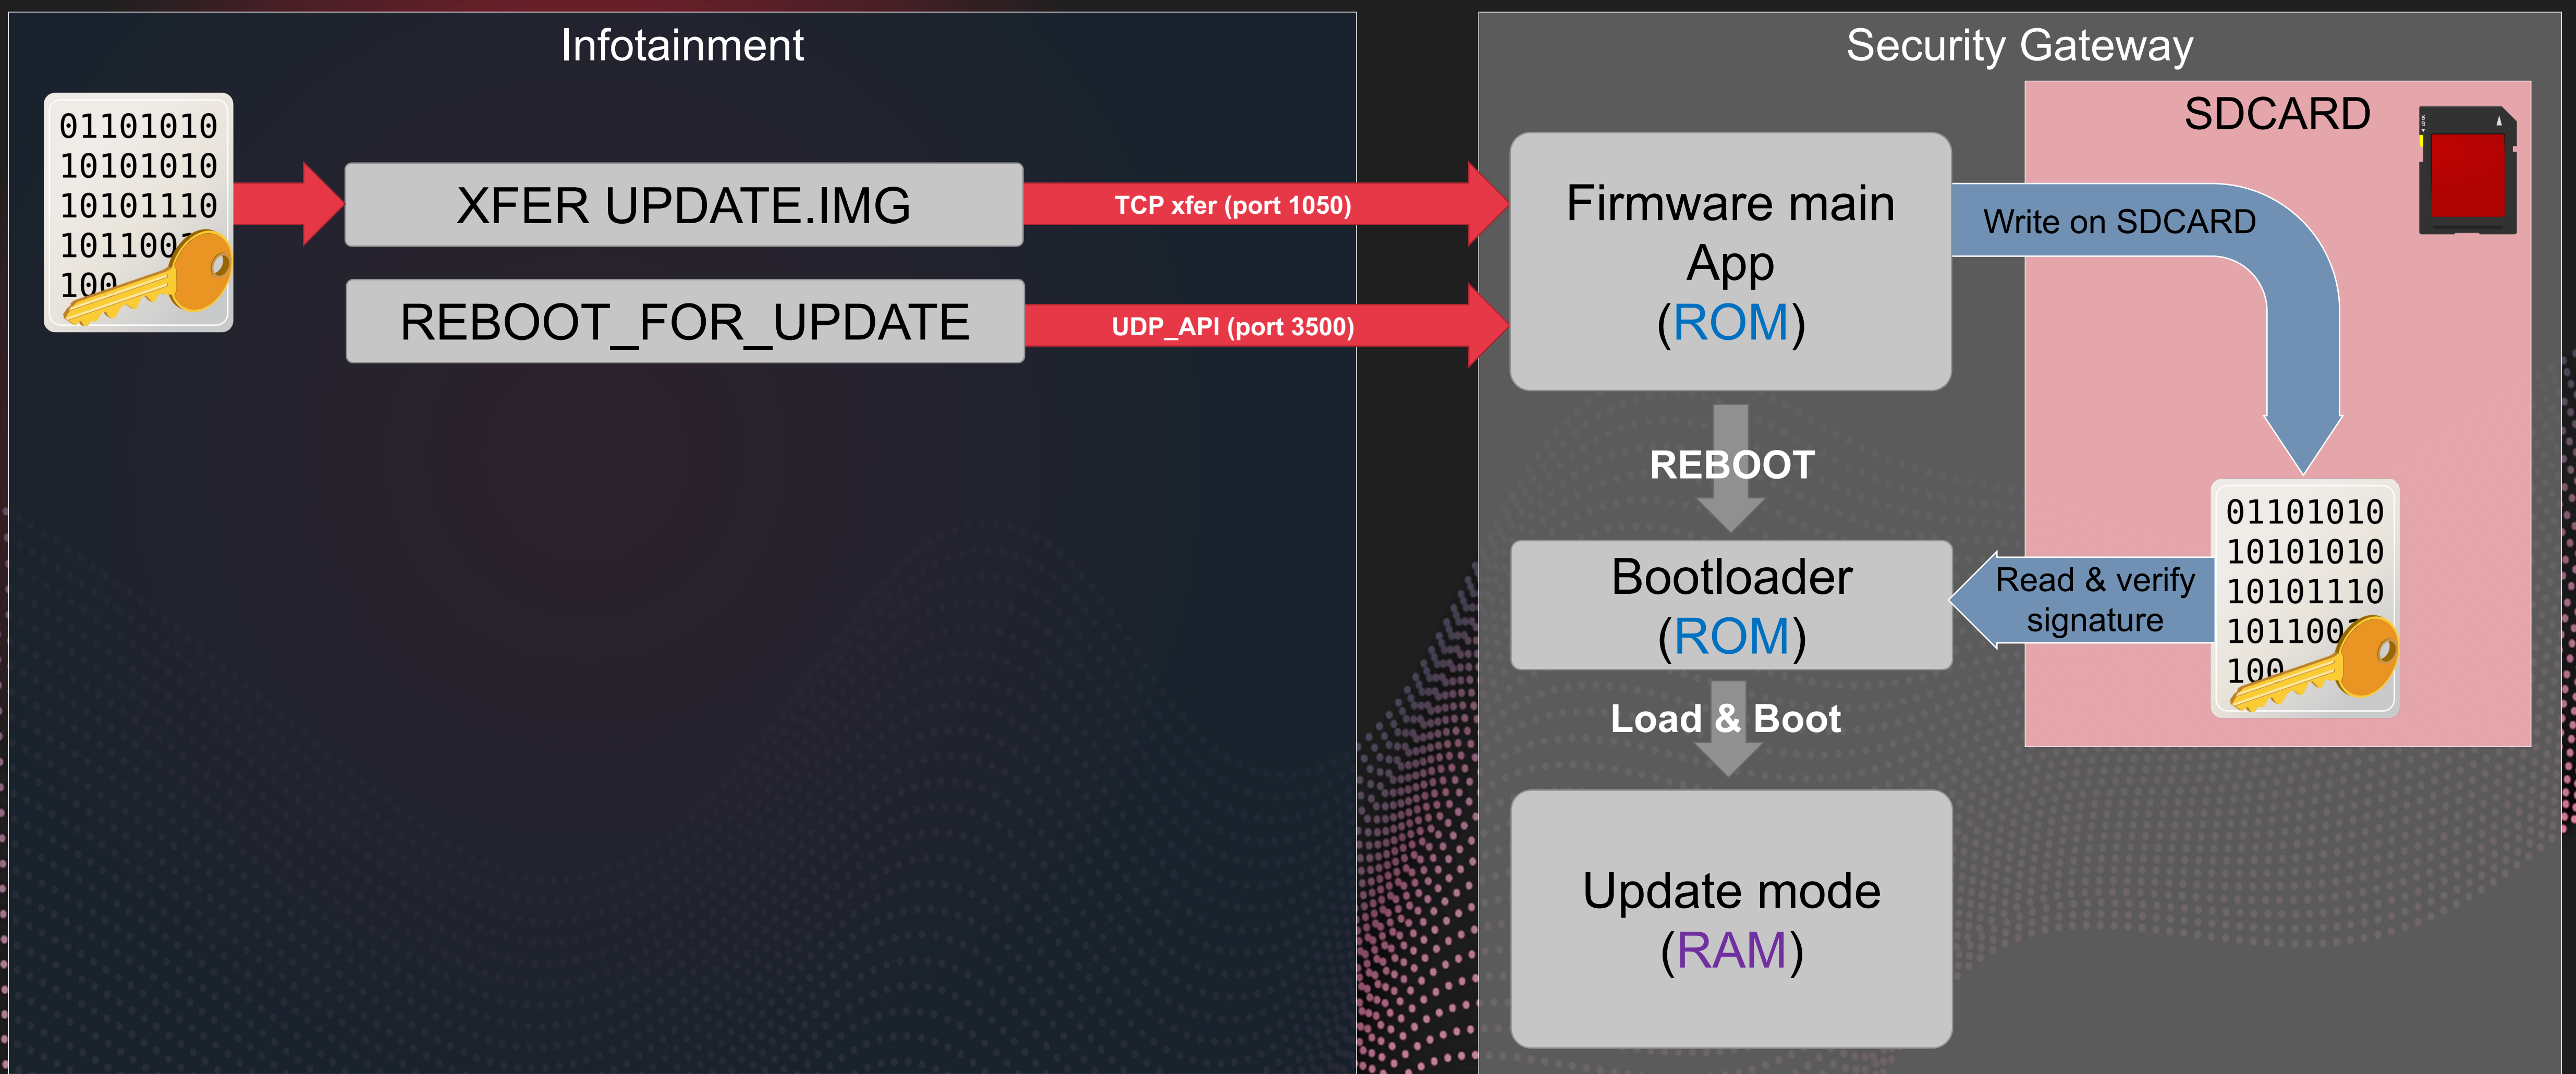 Infotainment
01101010
10101010
10101110
101100
100
XFER UPDATE.IMG
REBOOT_FOR_UPDATE
TCP xfer (port 1050)
UDP_API (port 3500)
Security Gateway
Firmware main
App
(ROM)
REBOOT
Bootloader
(ROM)
Load & Boot
Update mode
(RAM)
SDCARD
Write on SDCARD
Read & verify
signature
01101010
10101010
10101110
101100
100